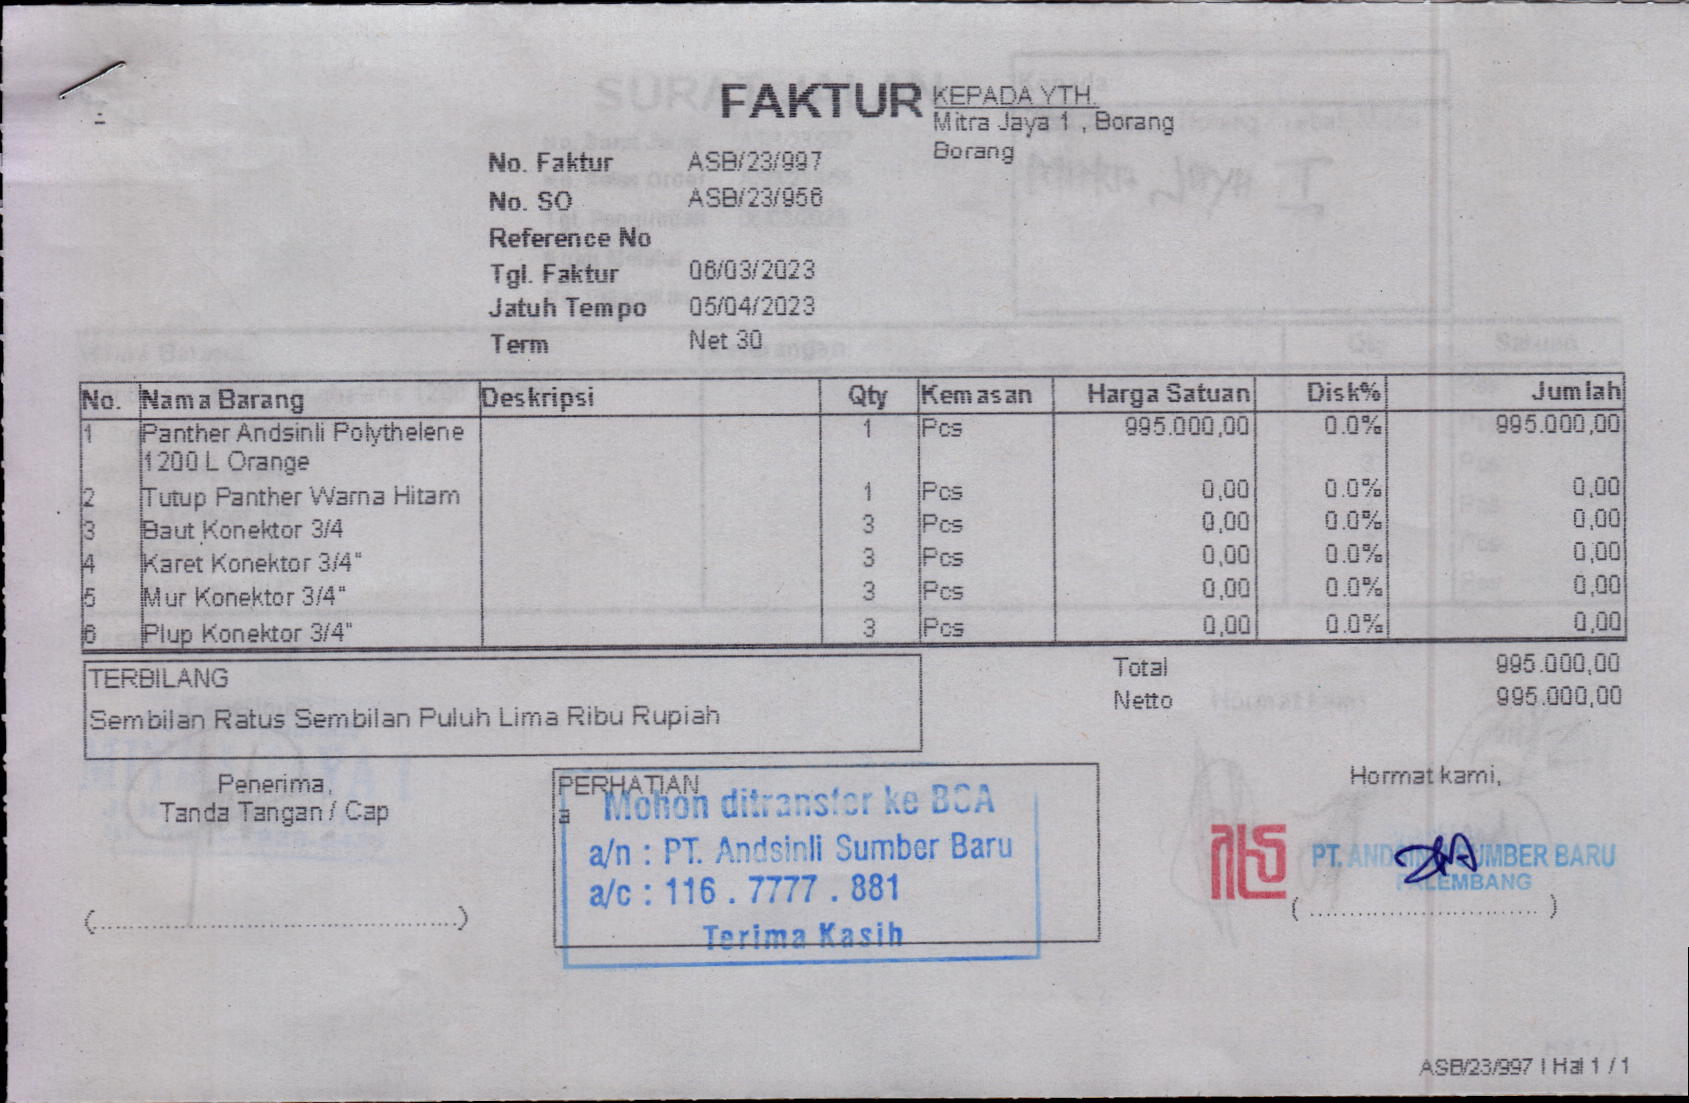 FAKTUR
KEPADA YTH.
Mitra Jaya 1 , Borang
Borang
No. Faktur ASB/23/997
No. SO ASB/23/956
Reference No
Tgl. Faktur 06/03/2023
Jatuh Tempo 05/04/2023
Term Net 30
No. Nama Barang Deskripsi Qty Kemasan Harga Satuan Disk% Jumlah
1 Panther Andsinli Polythelene 1 Pcs 995.000,00 0.0% 995.000,00
1200 L Orange
2 Tutup Panther Warna Hitam 1 Pcs 0,00 0.0% 0,00
3 Baut Konektor 3/4 3 Pcs 0,00 0.0% 0,00
4 Karet Konektor 3/4" 3 Pcs 0,00 0.0% 0,00
5 Mur Konektor 3/4" 3 Pcs 0,00 0.0% 0,00
6 Plup Konektor 3/4" 3 Pcs 0,00 0.0% 0,00
TERBILANG
Sembilan Ratus Sembilan Puluh Lima Ribu Rupiah
Total 995.000,00
Netto 995.000,00
Penerima,
Tanda Tangan / Cap
(..............................................)
PERHATIAN
a
Mohon ditransfer ke BCA
a/n : PT. Andsinli Sumber Baru
a/c : 116 . 7777 . 881
Terima Kasih
Hormat kami,
PT. ANDSINLI SUMBER BARU
PALEMBANG
( ............................. )
ASB/23/997 | Hal 1 / 1